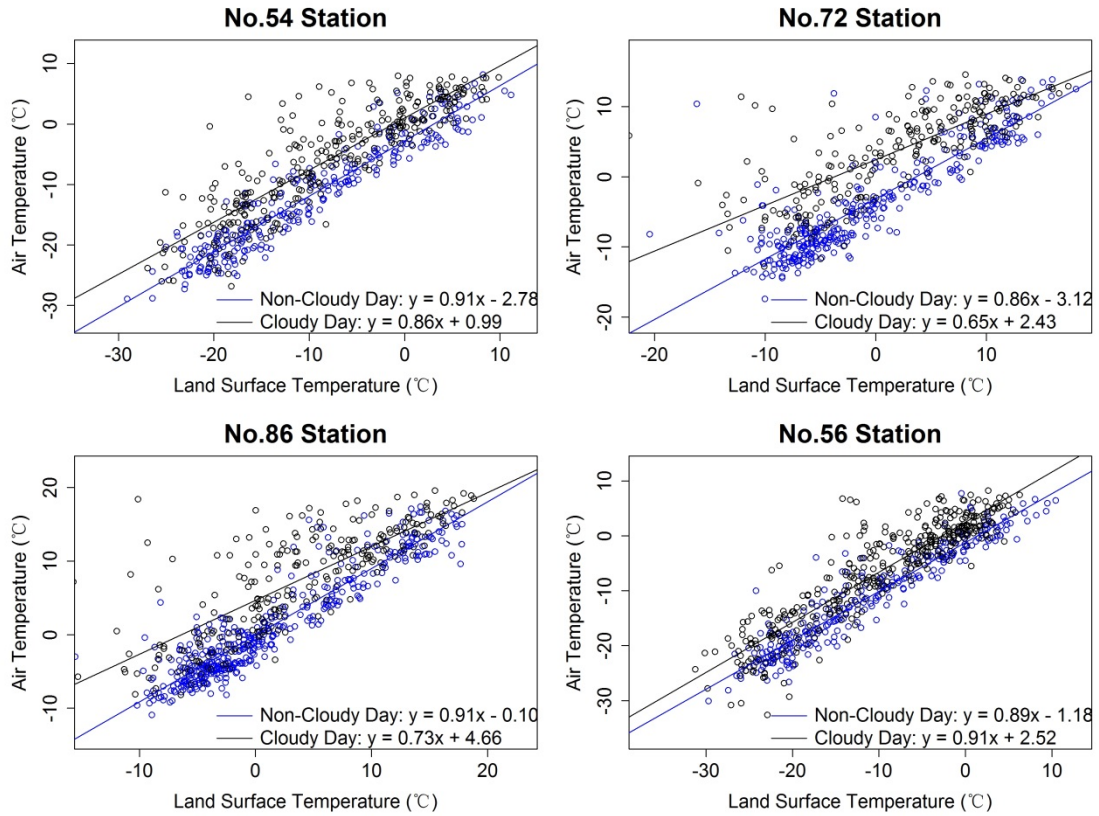 No.54 Station
Air Temperature (℃)
10
0
-10
-20
-30
Non-Cloudy Day: y = 0.91x - 2.78
Cloudy Day: y = 0.86x + 0.99
-30 -20 -10 0 10
Land Surface Temperature (℃)
No.72 Station
Air Temperature (℃)
10
0
-10
-20
Non-Cloudy Day: y = 0.86x - 3.12
Cloudy Day: y = 0.65x + 2.43
-20 -10 0 10
Land Surface Temperature (℃)
No.86 Station
Air Temperature (℃)
20
10
0
-10
Non-Cloudy Day: y = 0.91x - 0.10
Cloudy Day: y = 0.73x + 4.66
-10 0 10 20
Land Surface Temperature (℃)
No.56 Station
Air Temperature (℃)
10
0
-10
-20
-30
Non-Cloudy Day: y = 0.89x - 1.18
Cloudy Day: y = 0.91x + 2.52
-30 -20 -10 0 10
Land Surface Temperature (℃)